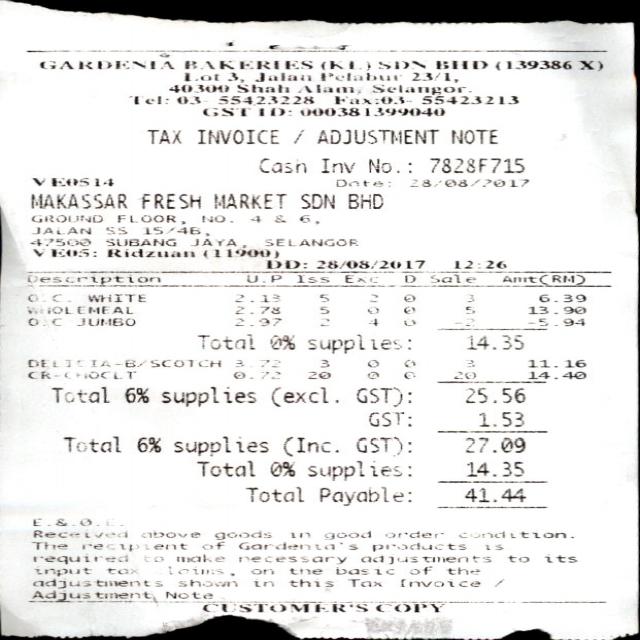 GARDENIA BAKERIES (KL) SDN BHD (139386 X)
Lot 3, Jalan Pelabur 23/1,
40300 Shah Alam, Selangor.
Tel: 03- 55423228 Fax:03- 55423213
GST ID: 000381399040
TAX INVOICE / ADJUSTMENT NOTE
Cash Inv No.: 7828F715
VE0514 Date: 28/08/2017
MAKASSAR FRESH MARKET SDN BHD
GROUND FLOOR, NO. 4 & 6,
JALAN SS 15/4B,
47500 SUBANG JAYA, SELANGOR
VE05: Ridzuan (11900)
DD: 28/08/2017 12:26
Description U.P Iss Exc D Sale Amt(RM)
O.C. WHITE 2.13 5 2 0 3 6.39
WHOLEMEAL 2.78 5 0 0 5 13.90
O.C JUMBO 2.97 2 4 0 -2 -5.94
Total 0% supplies: 14.35
DELICIA-B/SCOTCH 3.72 3 0 0 3 11.16
CR-CHOCLT 0.72 20 0 0 20 14.40
Total 6% supplies (excl. GST): 25.56
GST: 1.53
Total 6% supplies (Inc. GST): 27.09
Total 0% supplies: 14.35
Total Payable: 41.44
E.&.O.E.
Received above goods in good order condition.
The recipient of Gardenia's products is
required to make necessary adjustments to its
input tax claims, on the basis of the
adjustments shown in this Tax Invoice /
Adjustment Note
CUSTOMER'S COPY